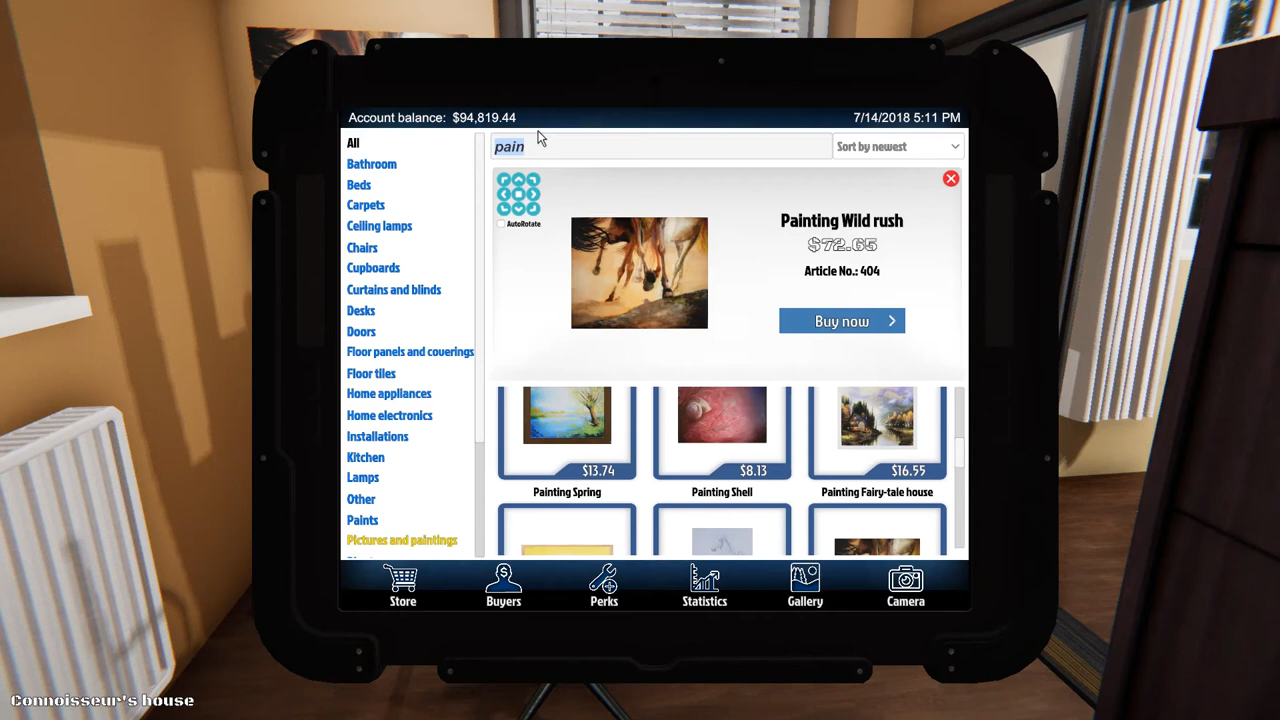 Account balance: $94,819.44
7/14/2018 5:11 PM
All
Bathroom
Beds
Carpets
Ceiling lamps
Chairs
Cupboards
Curtains and blinds
Desks
Doors
Floor panels and coverings
Floor tiles
Home appliances
Home electronics
Installations
Kitchen
Lamps
Other
Paints
Pictures and paintings
pain
Sort by newest
AutoRotate
Painting Wild rush
$72.65
Article No.: 404
Buy now
$13.74
$8.13
$16.55
Painting Spring
Painting Shell
Painting Fairy-tale house
Store
Buyers
Perks
Statistics
Gallery
Camera
Connoisseur's house